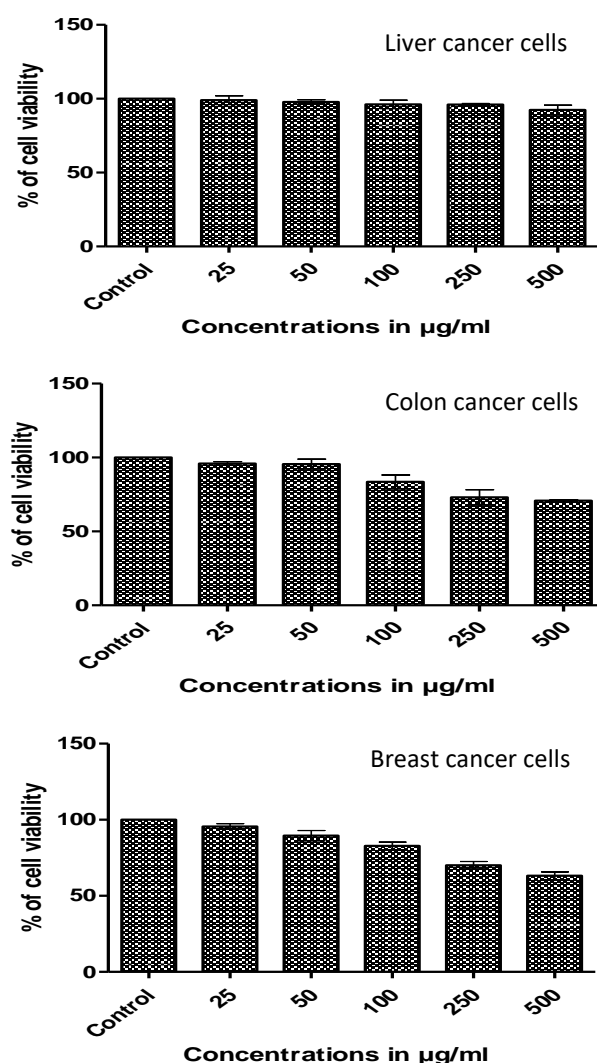 150
Liver cancer cells
100
50
0
% of cell viability
Control 25 50 100 250 500
Concentrations in µg/ml
150
Colon cancer cells
100
50
0
% of cell viability
Control 25 50 100 250 500
Concentrations in µg/ml
150
Breast cancer cells
100
50
0
% of cell viability
Control 25 50 100 250 500
Concentrations in µg/ml